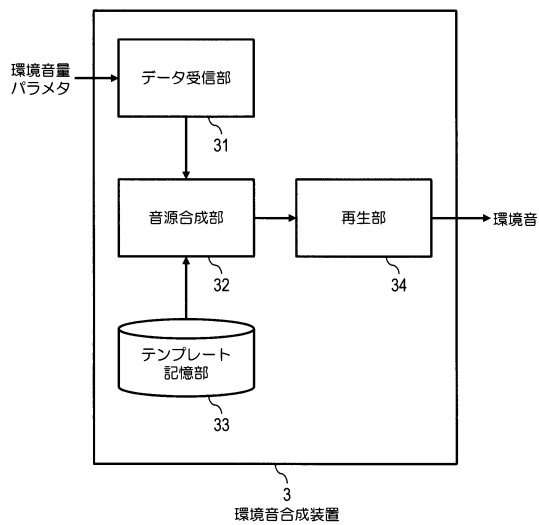 環境音量
パラメタ
データ受信部
31
音源合成部
32
再生部
34
環境音
テンプレート
記憶部
33
3
環境音合成装置